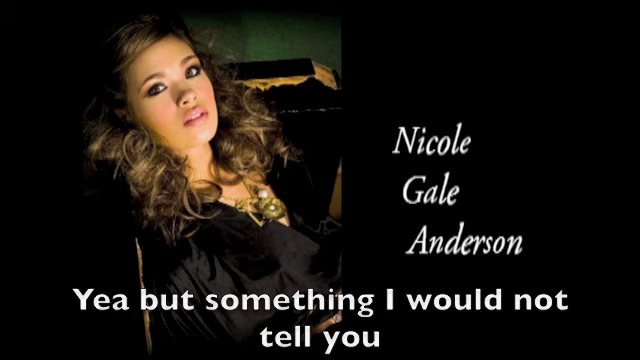 Nicole
Gale
Anderson
Yea but something I would not
tell you